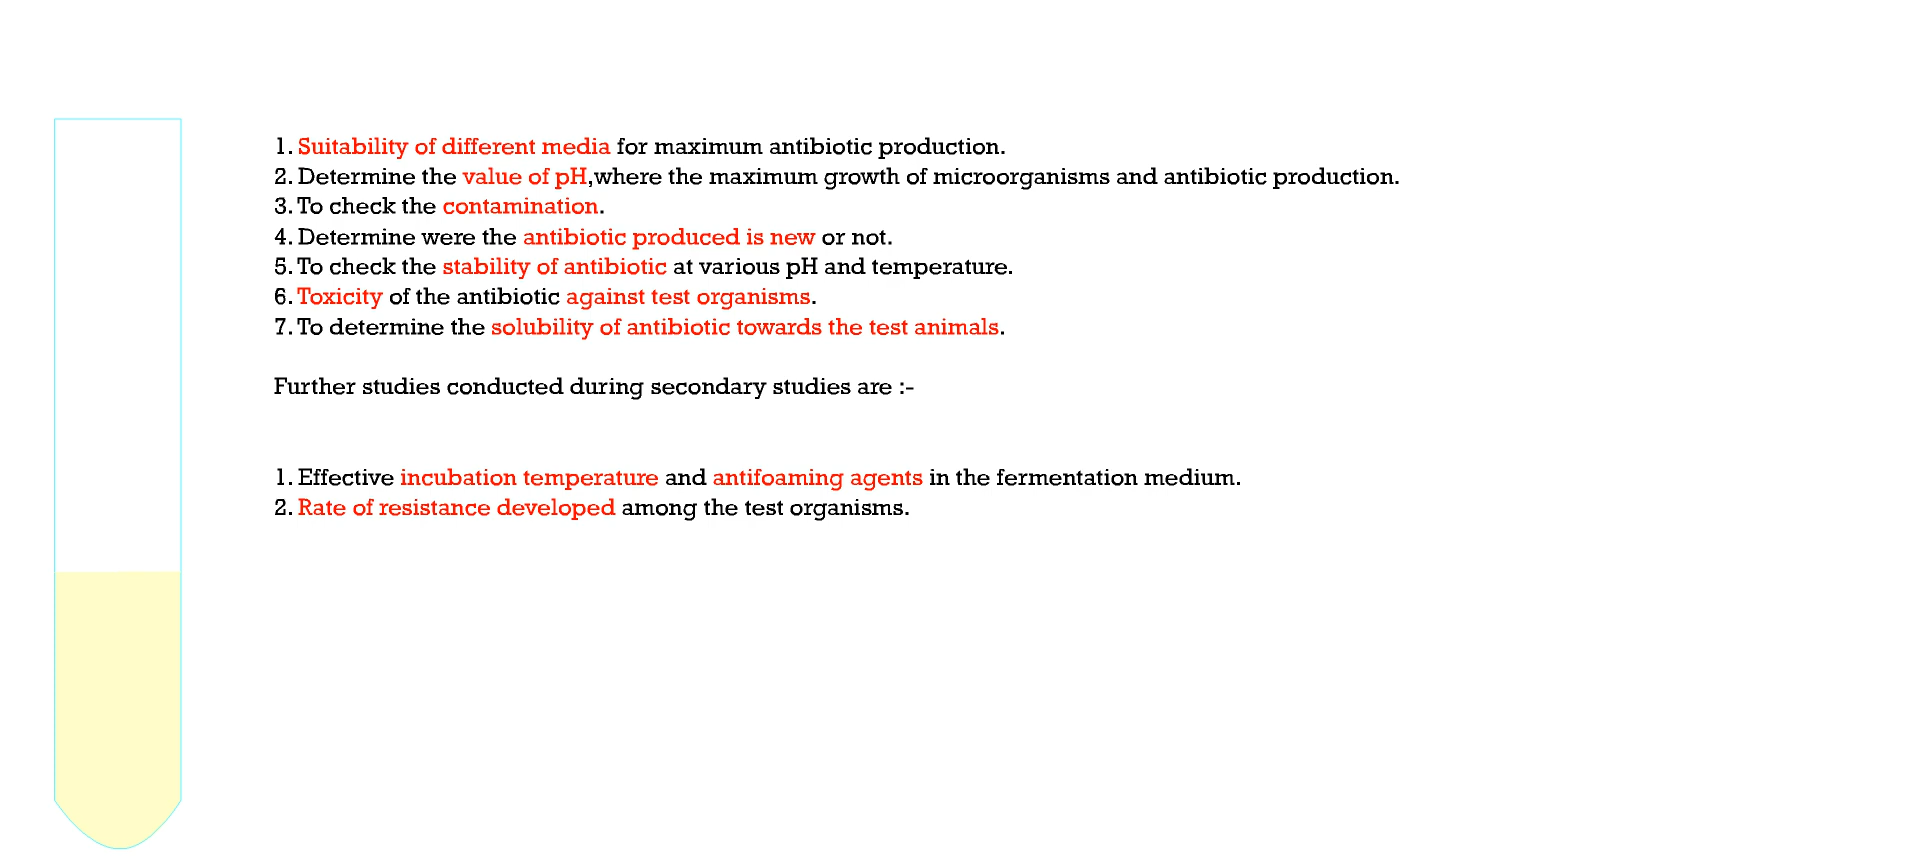 1. Suitability of different media for maximum antibiotic production.
2. Determine the value of pH,where the maximum growth of microorganisms and antibiotic production.
3. To check the contamination.
4. Determine were the antibiotic produced is new or not.
5. To check the stability of antibiotic at various pH and temperature.
6. Toxicity of the antibiotic against test organisms.
7. To determine the solubility of antibiotic towards the test animals.
Further studies conducted during secondary studies are :-
1. Effective incubation temperature and antifoaming agents in the fermentation medium.
2. Rate of resistance developed among the test organisms.